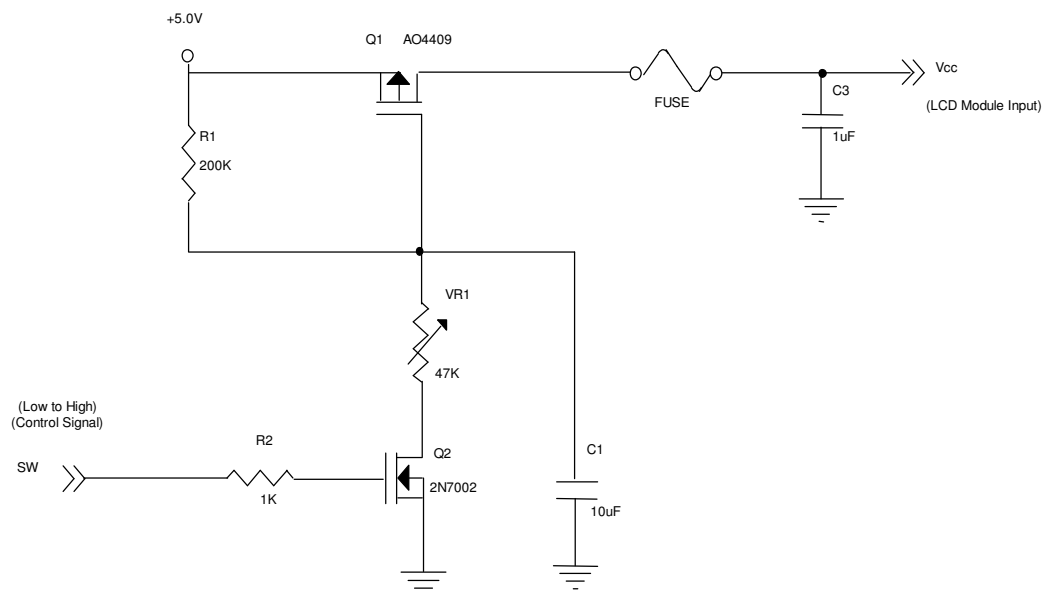 +5.0V
Q1 AO4409
Vcc
FUSE
C3
(LCD Module Input)
1uF
R1
200K
VR1
47K
(Low to High)
(Control Signal)
R2
Q2
C1
SW
2N7002
1K
10uF